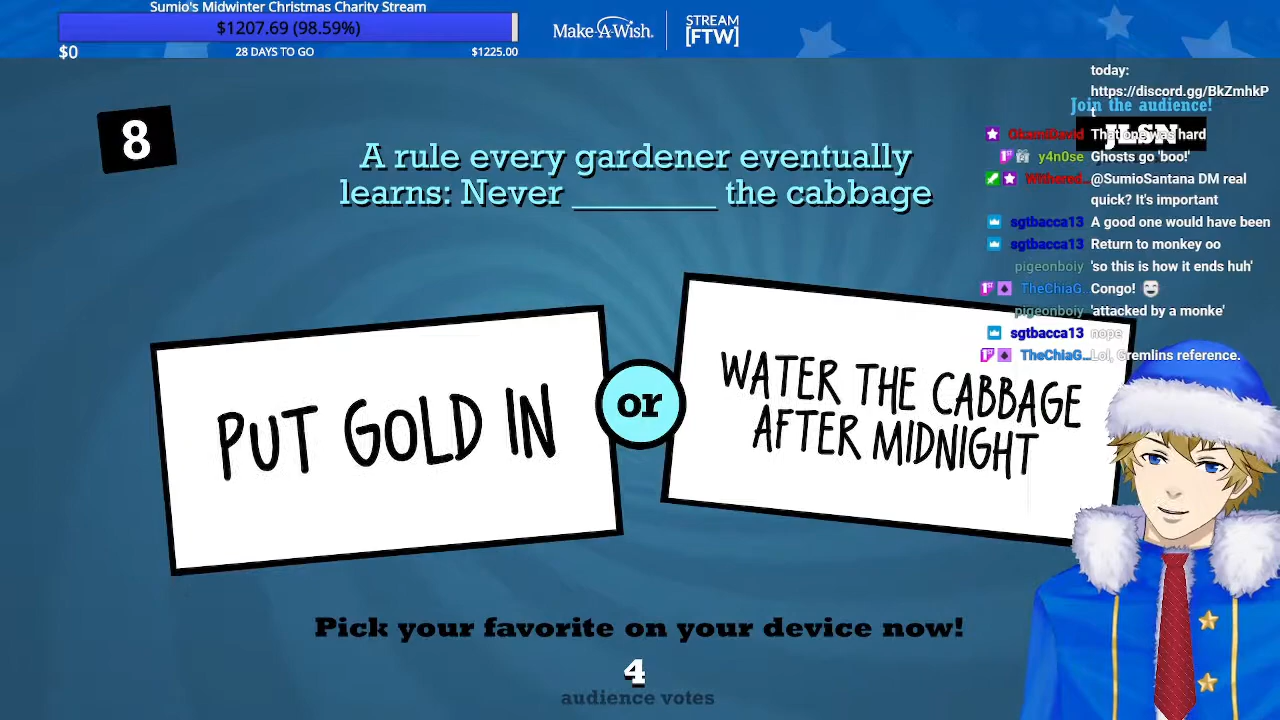 Sumio's Midwinter Christmas Charity Stream
$1207.69 (98.59%)
$0
28 DAYS TO GO
$1225.00
Make-A-Wish.
STREAM
[FTW]
8
A rule every gardener eventually
learns: Never ________ the cabbage
PUT GOLD IN
or
WATER THE CABBAGE
AFTER MIDNIGHT
Pick your favorite on your device now!
4
audience votes
today:
https://discord.gg/BkZmhkP
t
Join the audience!
JLSN
That one was hard
y4n0se Ghosts go 'boo!'
@SumioSantana DM real
quick? It's important
sgtbacca13 A good one would have been
sgtbacca13 Return to monkey oo
pigeonboiy 'so this is how it ends huh'
TheChiaG... Congo!
pigeonboiy 'attacked by a monke'
sgtbacca13 nope
TheChiaG... Lol, Gremlins reference.